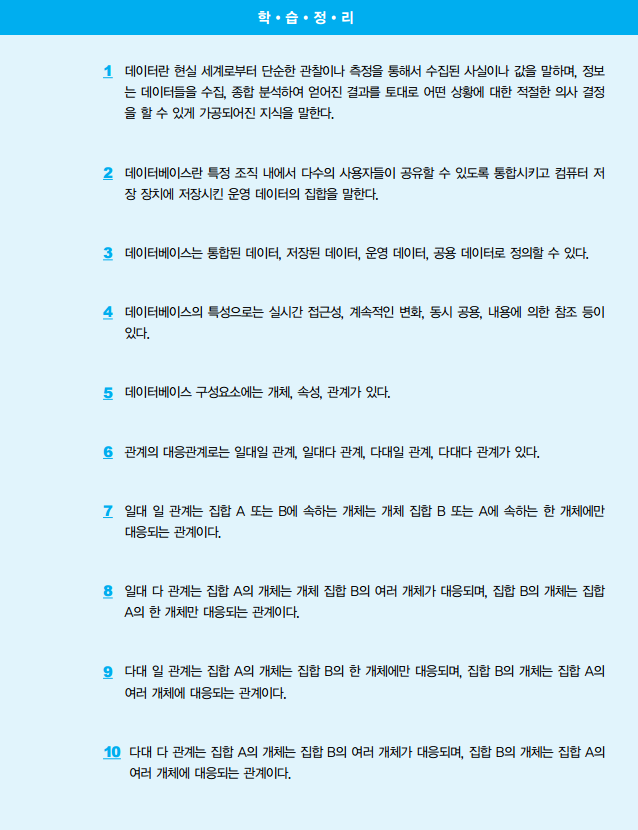 학•습•정•리
1 데이터란 현실 세계로부터 단순한 관찰이나 측정을 통해서 수집된 사실이나 값을 말하며, 정보
는 데이터들을 수집, 종합 분석하여 얻어진 결과를 토대로 어떤 상황에 대한 적절한 의사 결정
을 할 수 있게 가공되어진 지식을 말한다.
2 데이터베이스란 특정 조직 내에서 다수의 사용자들이 공유할 수 있도록 통합시키고 컴퓨터 저
장 장치에 저장시킨 운영 데이터의 집합을 말한다.
3 데이터베이스는 통합된 데이터, 저장된 데이터, 운영 데이터, 공용 데이터로 정의할 수 있다.
4 데이터베이스의 특성으로는 실시간 접근성, 계속적인 변화, 동시 공용, 내용에 의한 참조 등이
있다.
5 데이터베이스 구성요소에는 개체, 속성, 관계가 있다.
6 관계의 대응관계로는 일대일 관계, 일대다 관계, 다대일 관계, 다대다 관계가 있다.
7 일대 일 관계는 집합 A 또는 B에 속하는 개체는 개체 집합 B 또는 A에 속하는 한 개체에만
대응되는 관계이다.
8 일대 다 관계는 집합 A의 개체는 개체 집합 B의 여러 개체가 대응되며, 집합 B의 개체는 집합
A의 한 개체만 대응되는 관계이다.
9 다대 일 관계는 집합 A의 개체는 집합 B의 한 개체에만 대응되며, 집합 B의 개체는 집합 A의
여러 개체에 대응되는 관계이다.
10 다대 다 관계는 집합 A의 개체는 집합 B의 여러 개체가 대응되며, 집합 B의 개체는 집합 A의
여러 개체에 대응되는 관계이다.